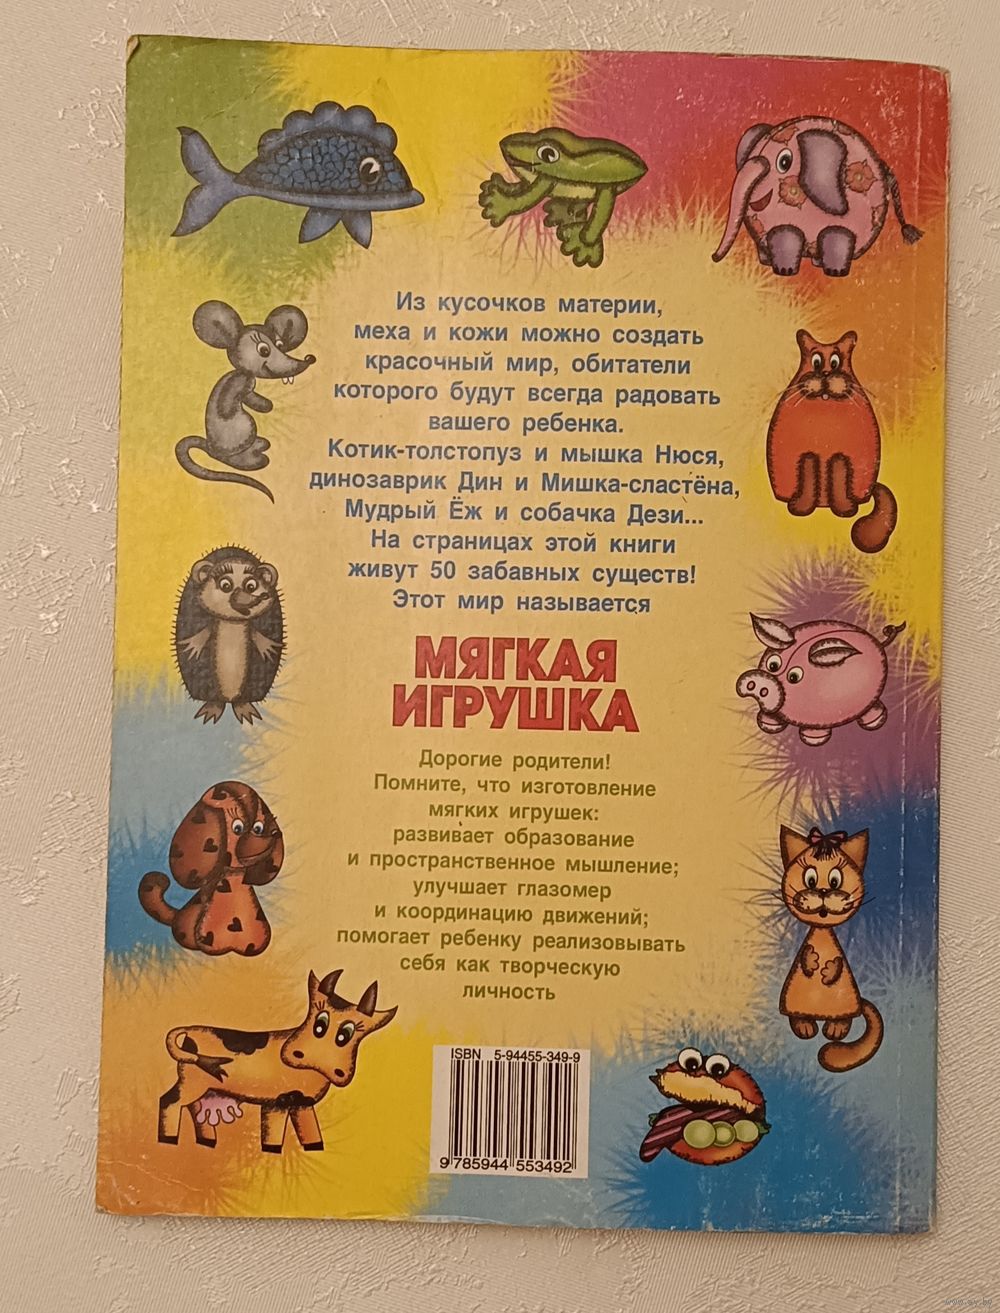 Из кусочков материи,
меха и кожи можно создать
красочный мир, обитатели
которого будут всегда радовать
вашего ребенка.
Котик-толстопуз и мышка Нюся,
динозаврик Дин и Мишка-сластёна,
Мудрый Ёж и собачка Дези...
На страницах этой книги
живут 50 забавных существ!
Этот мир называется
МЯГКАЯ
ИГРУШКА
Дорогие родители!
Помните, что изготовление
мягких игрушек:
развивает образование
и пространственное мышление;
улучшает глазомер
и координацию движений;
помогает ребенку реализовывать
себя как творческую
личность
ISBN 5-94455-349-9
9 785944 553492